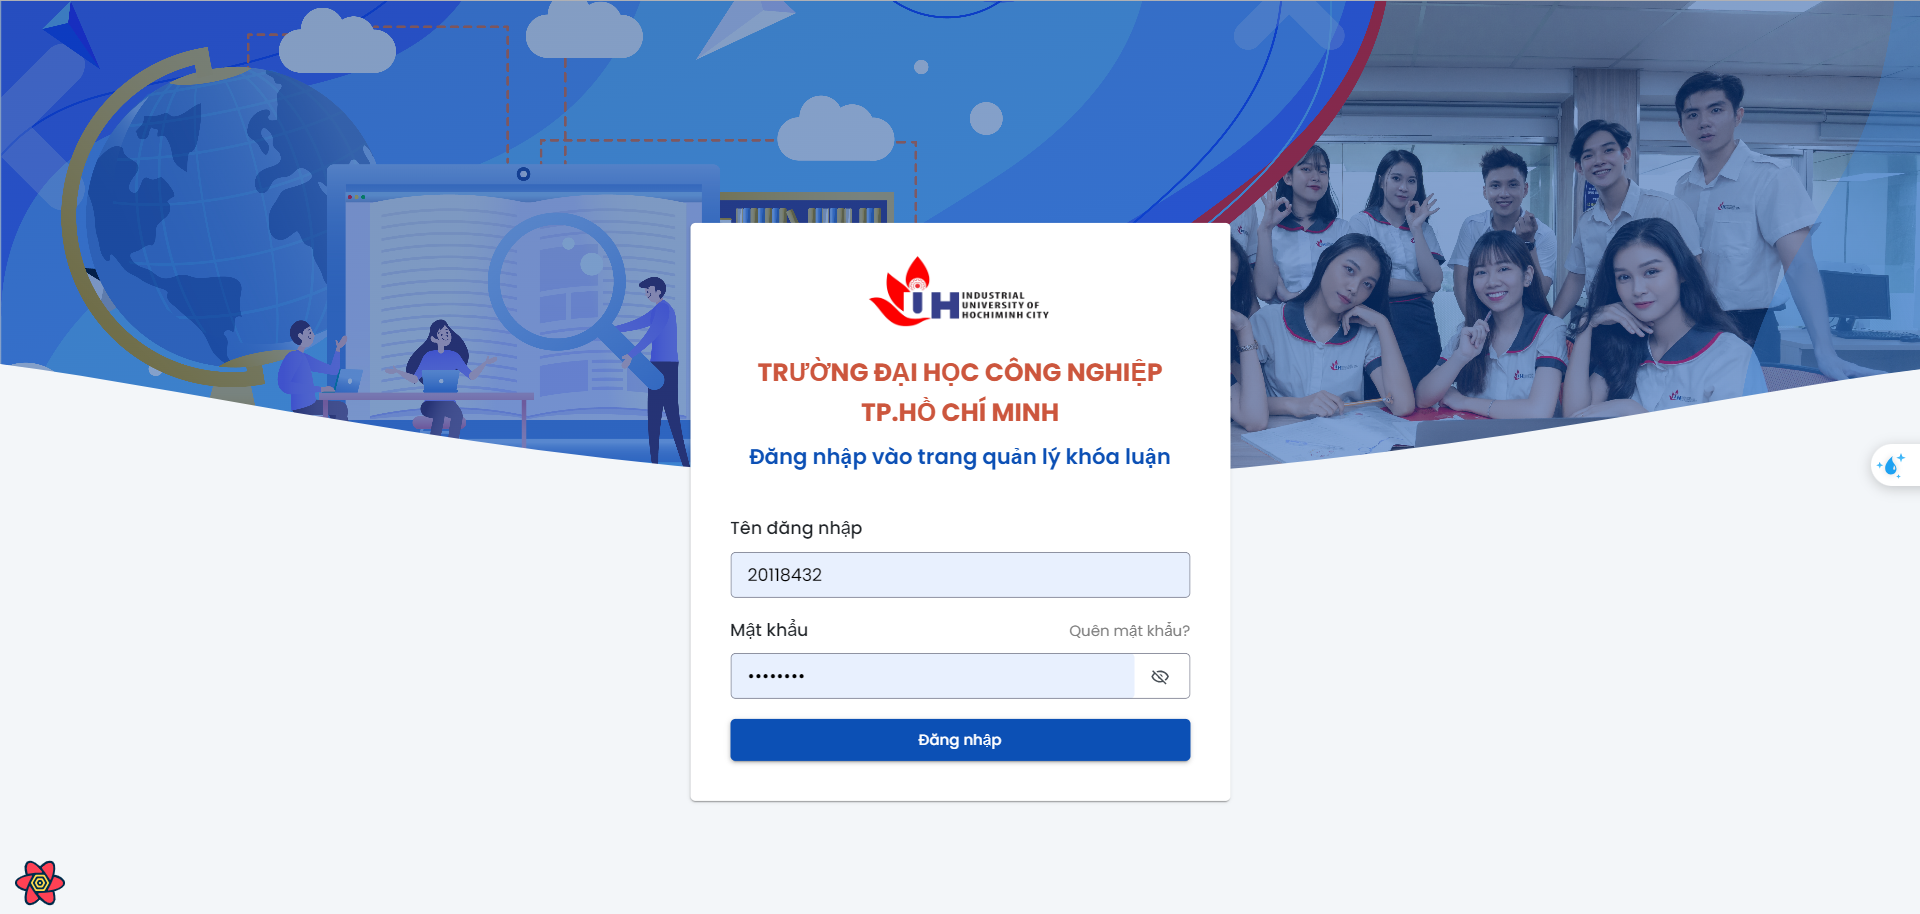 INDUSTRIAL
UNIVERSITY OF
HOCHIMINH CITY
TRƯỜNG ĐẠI HỌC CÔNG NGHIỆP
TP.HỒ CHÍ MINH
Đăng nhập vào trang quản lý khóa luận
Tên đăng nhập
20118432
Mật khẩu
Quên mật khẩu?
••••••••
Đăng nhập